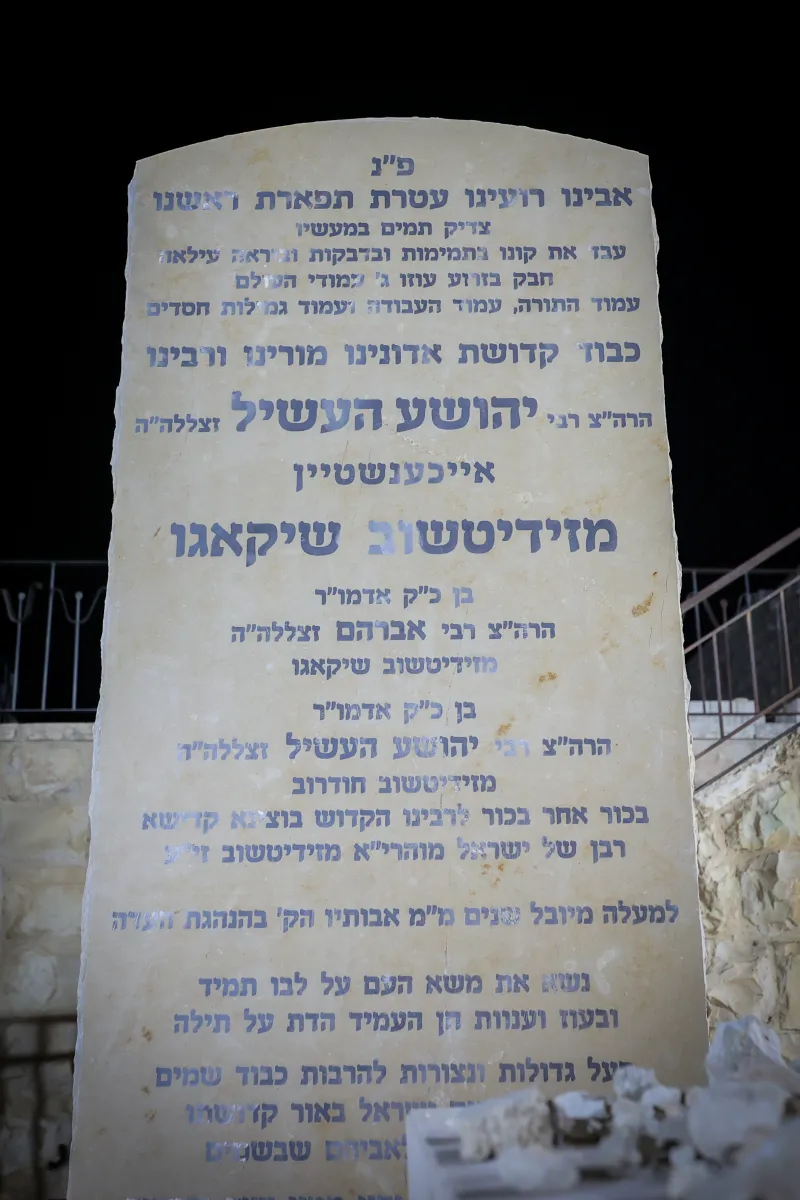 פ"נ
אבינו רועינו עטרת תפארת ראשנו
צדיק תמים במעשיו
עבד את קונו בתמימות ובדבקות וביראה עילאה
חבק בזרוע עוזו ג' עמודי העולם
עמוד התורה, עמוד העבודה ועמוד גמילות חסדים
כבוד קדושת אדונינו מורינו ורבינו
הרה"צ רבי יהושע העשיל זצללה"ה
אייכענשטיין
מזידיטשוב שיקאגו
בן כ"ק אדמו"ר
הרה"צ רבי אברהם זצללה"ה
מזידיטשוב שיקאגו
בן כ"ק אדמו"ר
הרה"צ רבי יהושע העשיל זצללה"ה
מזידיטשוב חודרוב
בכור אחר בכור לרבינו הקדוש בוצינא קדישא
רבן של ישראל מוהרי"א מזידיטשוב זי"ע
למעלה מיובל שנים מ"מ אבותיו הק' בהנהגת העדה
נשא את משא העם על לבו תמיד
ובעוז וענוות חן העמיד הדת על תילה
פעל גדולות ונצורות להרבות כבוד שמים
ישראל באור קדושתו
לאביהם שבשמים